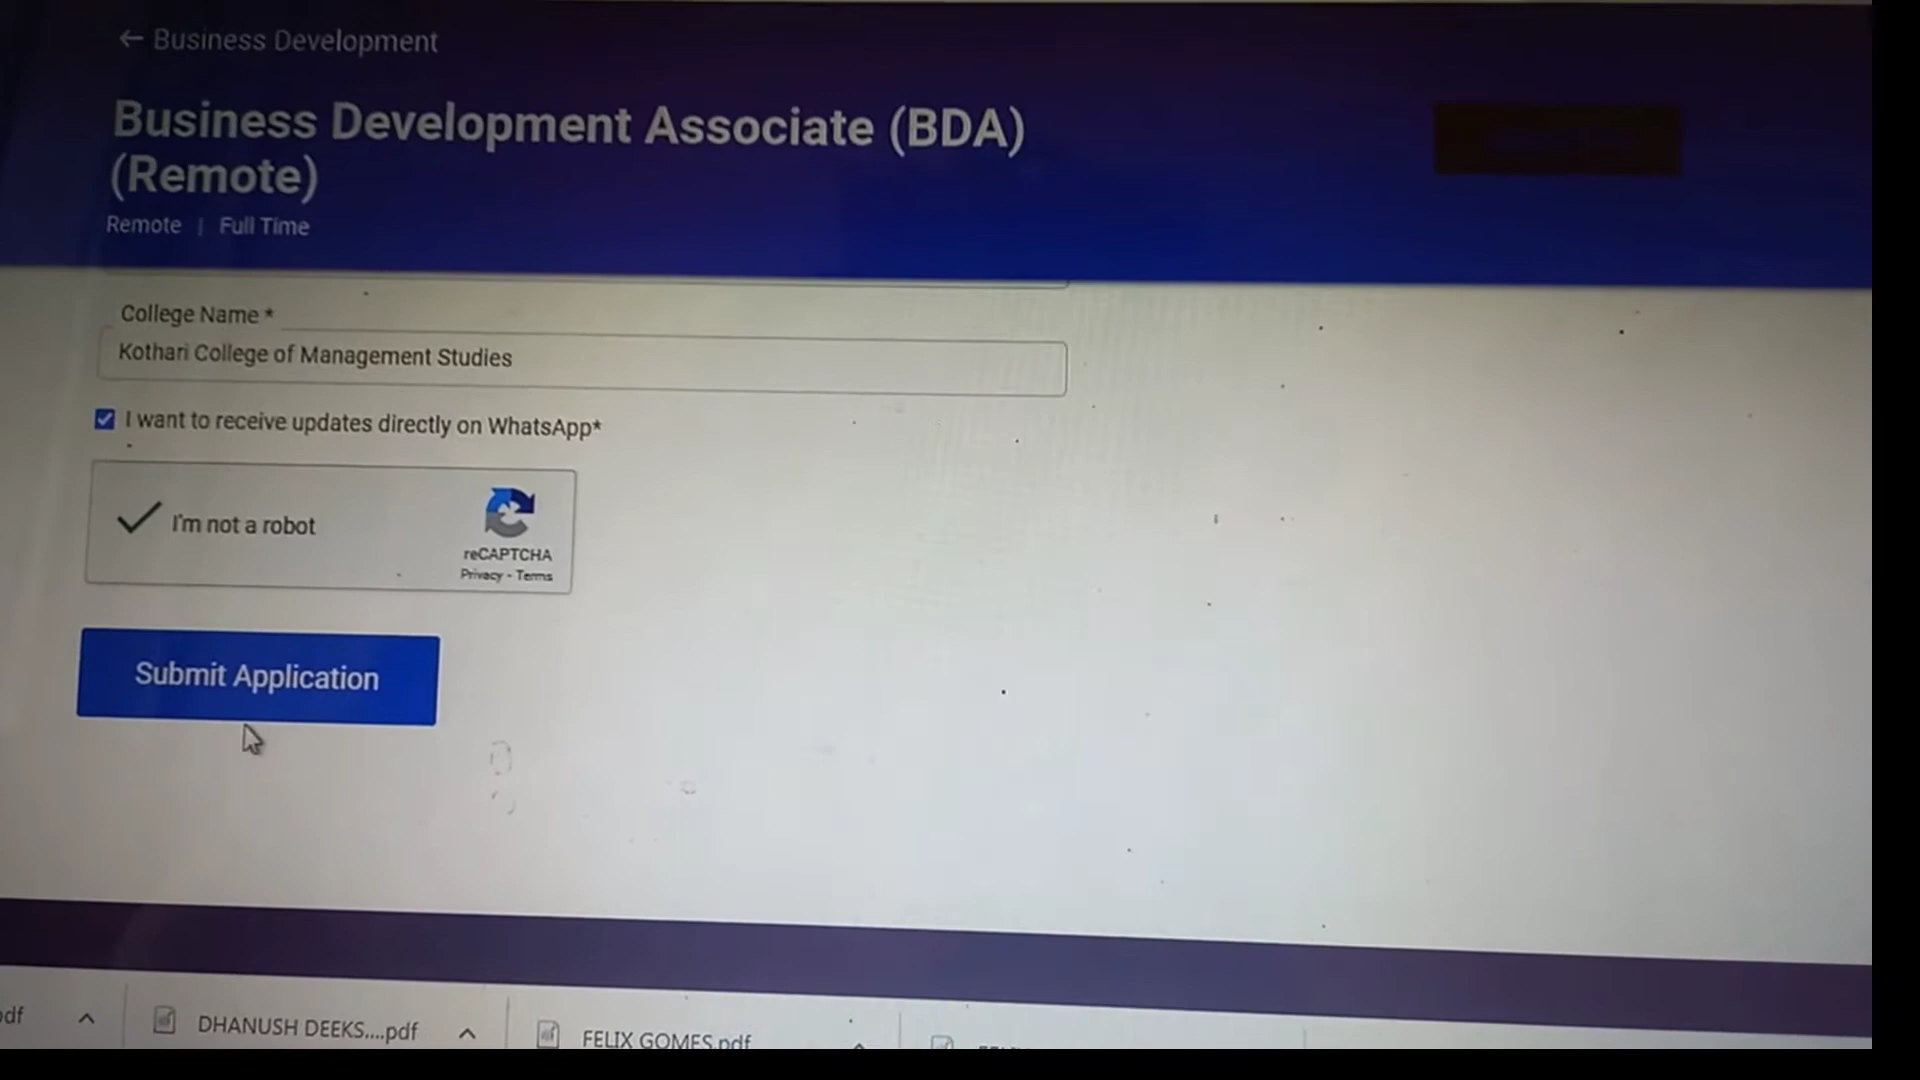 ← Business Development
Business Development Associate (BDA)
(Remote)
Remote | Full Time
College Name *
Kothari College of Management Studies
I want to receive updates directly on WhatsApp*
I'm not a robot
reCAPTCHA
Privacy - Terms
Submit Application
pdf
DHANUSH DEEKS....pdf
FELIX GOMES.pdf